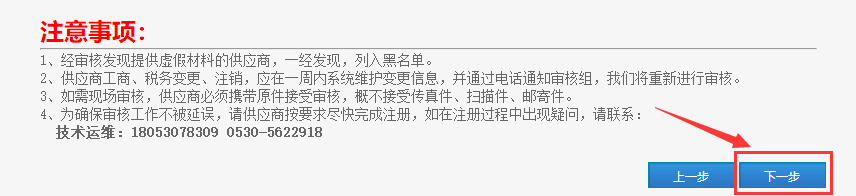 注意事项：
1、经审核发现提供虚假材料的供应商，一经发现，列入黑名单。
2、供应商工商、税务变更、注销，应在一周内系统维护变更信息，并通过电话通知审核组，我们将重新进行审核。
3、如需现场审核，供应商必须携带原件接受审核，概不接受传真件、扫描件、邮寄件。
4、为确保审核工作不被延误，请供应商按要求尽快完成注册，如在注册过程中出现疑问，请联系：
技术运维：18053078309 0530-5622918
上一步 下一步